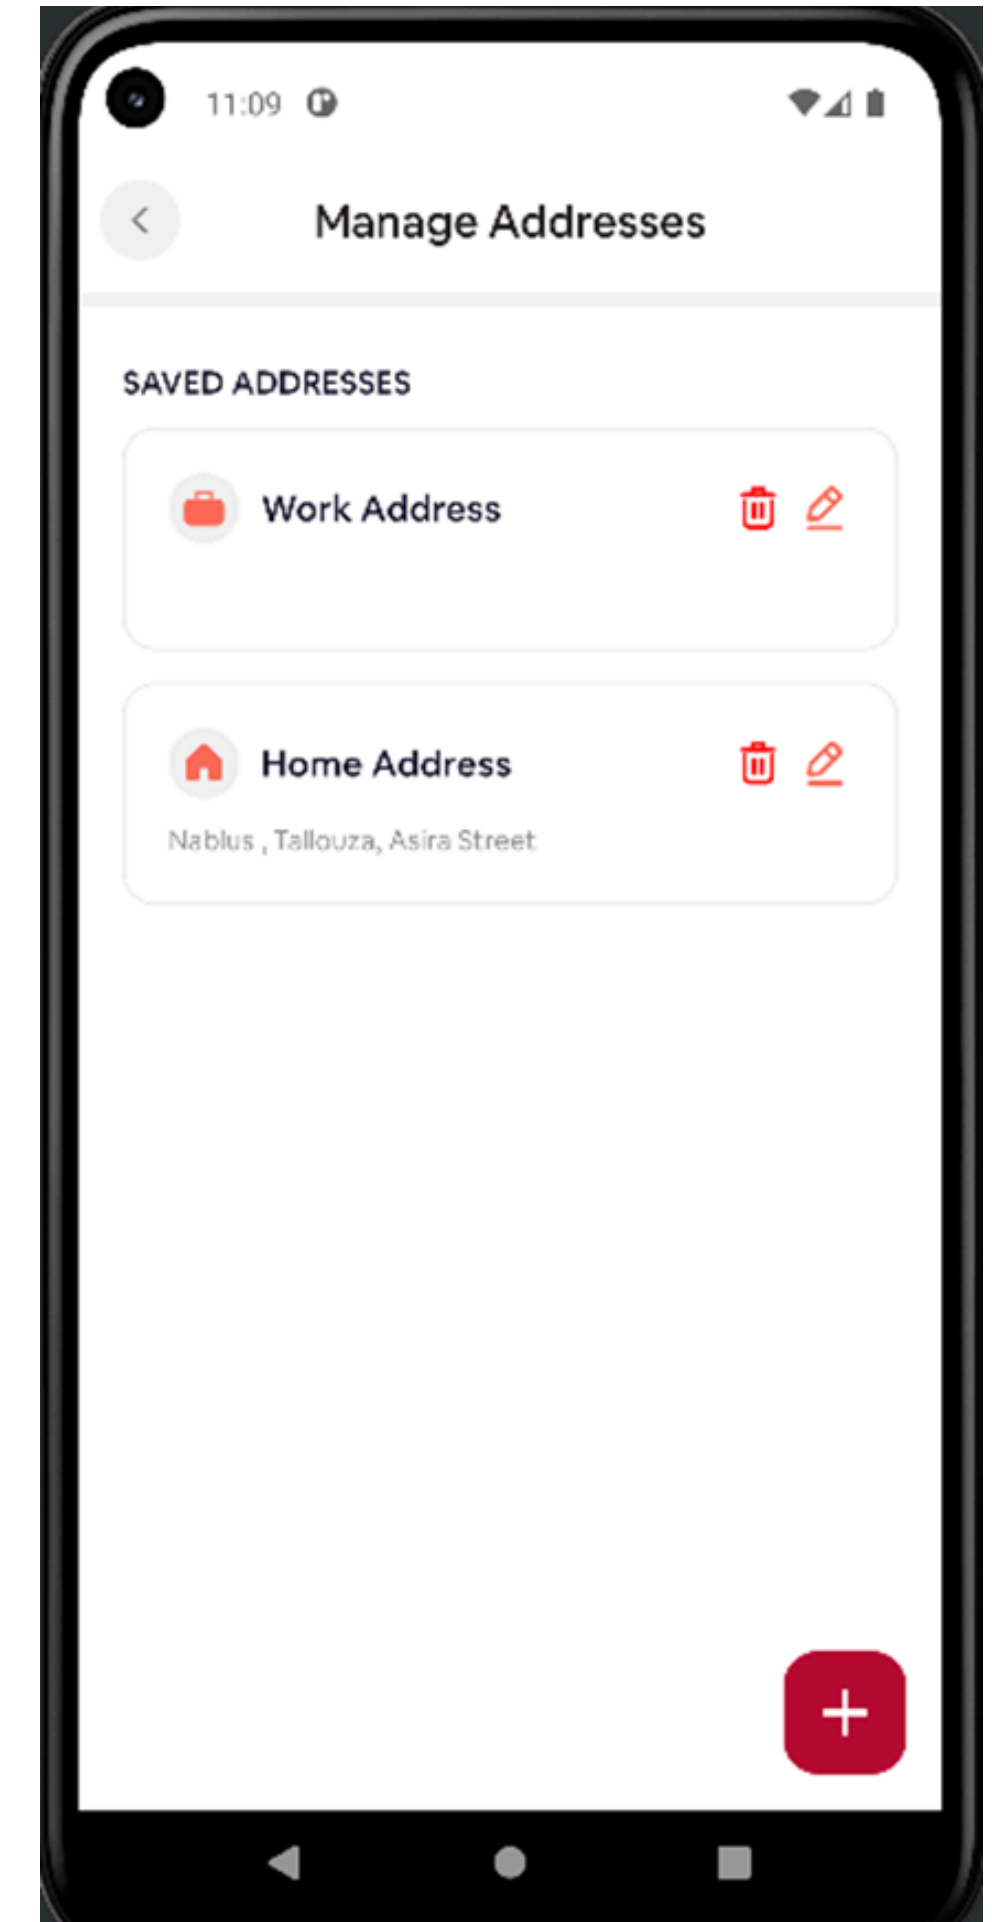 11:09
Manage Addresses
SAVED ADDRESSES
Work Address
Home Address
Nablus , Tallouza, Asira Street